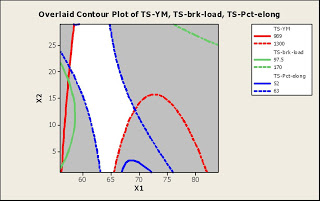 Overlaid Contour Plot of TS-YM, TS-brk-load, TS-Pct-elong
TS-YM
989
1300
TS-brk-load
97.5
170
TS-Pct-elong
52
63
X2
25
20
15
10
5
60 65 70 75 80
X1